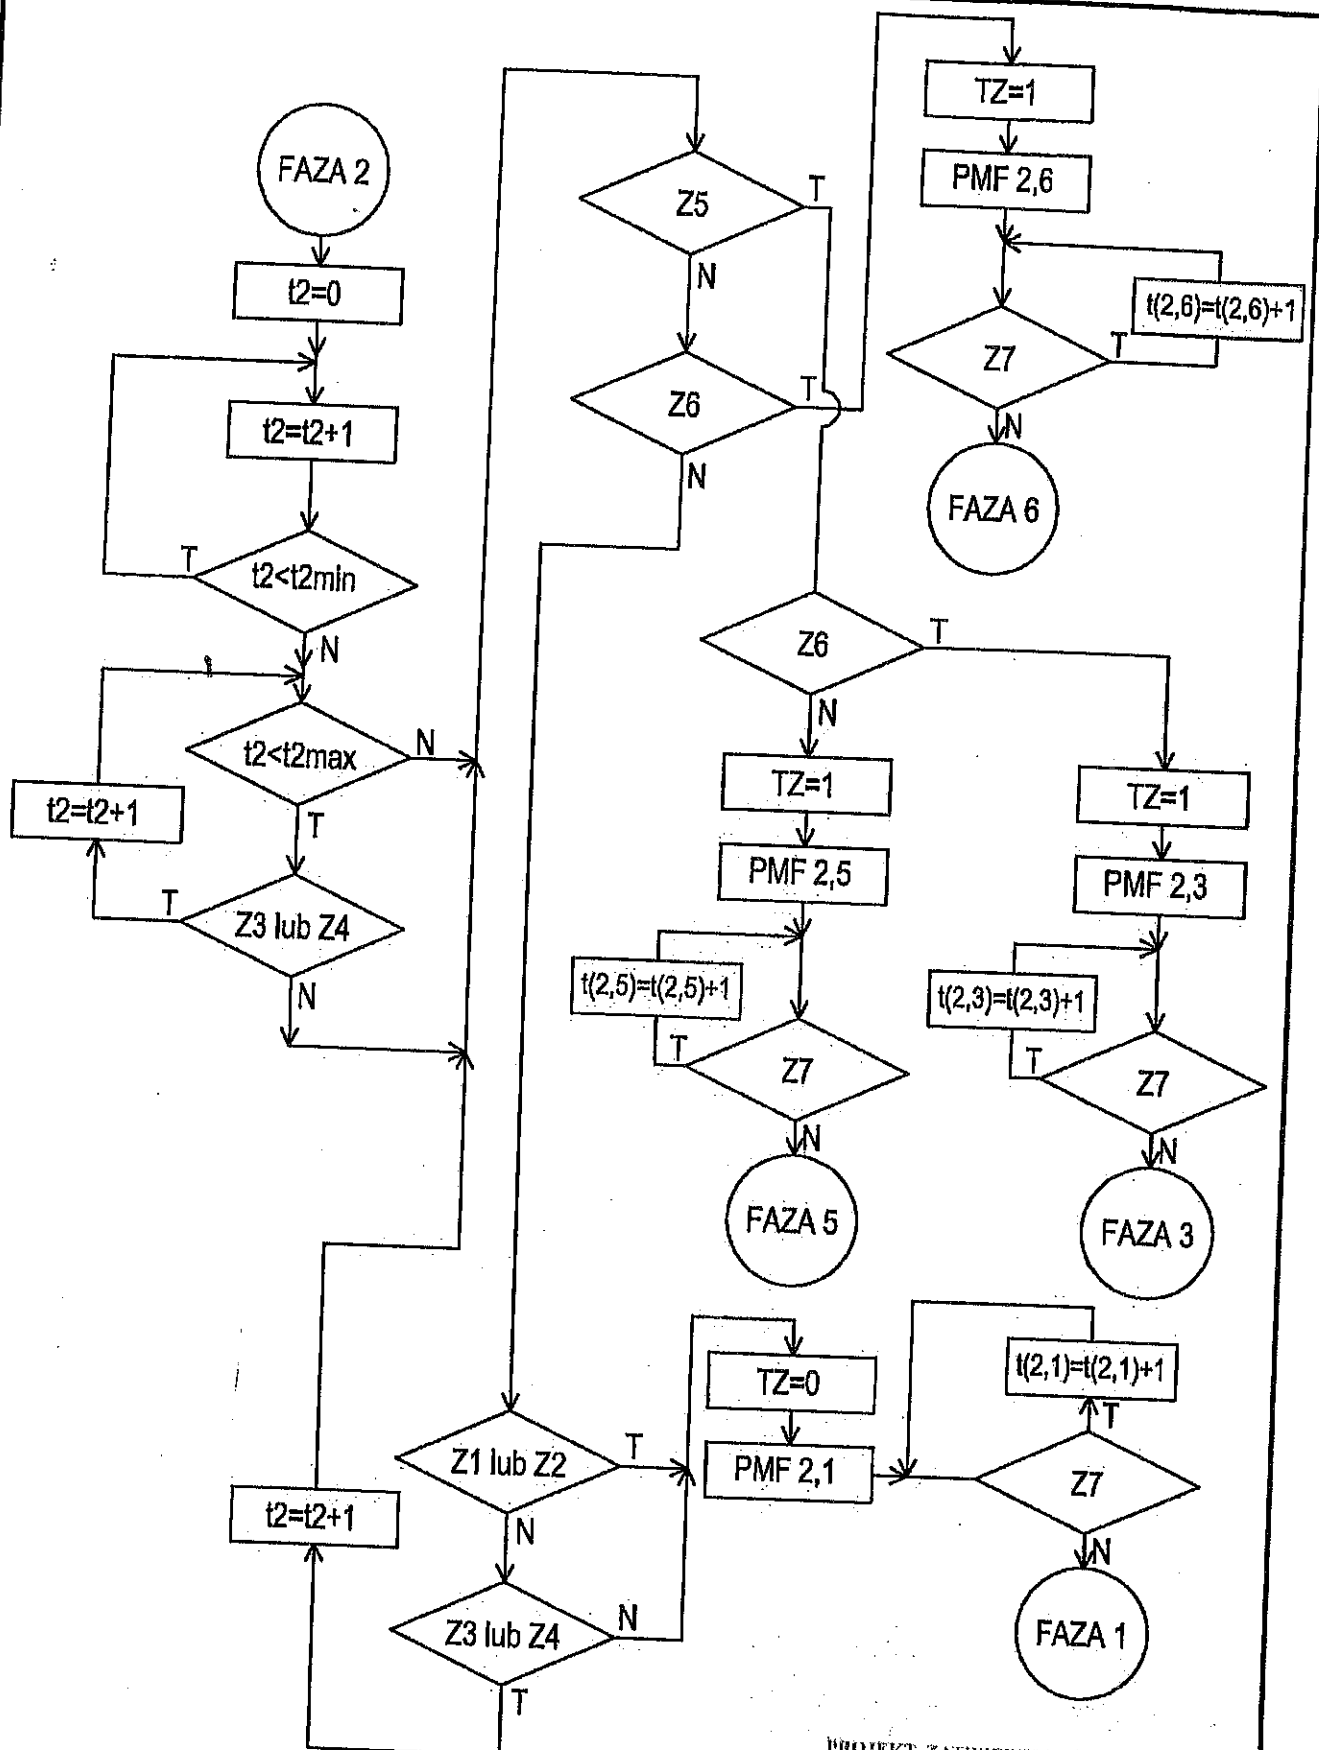 FAZA 2
t2=0
t2=t2+1
T
t2<t2min
N
t2<t2max
N
t2=t2+1
T
T
Z3 lub Z4
N
Z5
T
N
Z6
T
N
TZ=1
PMF 2,6
t(2,6)=t(2,6)+1
Z7
T
N
FAZA 6
Z6
T
N
TZ=1
PMF 2,5
t(2,5)=t(2,5)+1
T
Z7
N
FAZA 5
TZ=1
PMF 2,3
t(2,3)=t(2,3)+1
T
Z7
N
FAZA 3
Z1 lub Z2
T
N
Z3 lub Z4
N
T
t2=t2+1
TZ=0
PMF 2,1
t(2,1)=t(2,1)+1
T
Z7
N
FAZA 1
PROJEKT